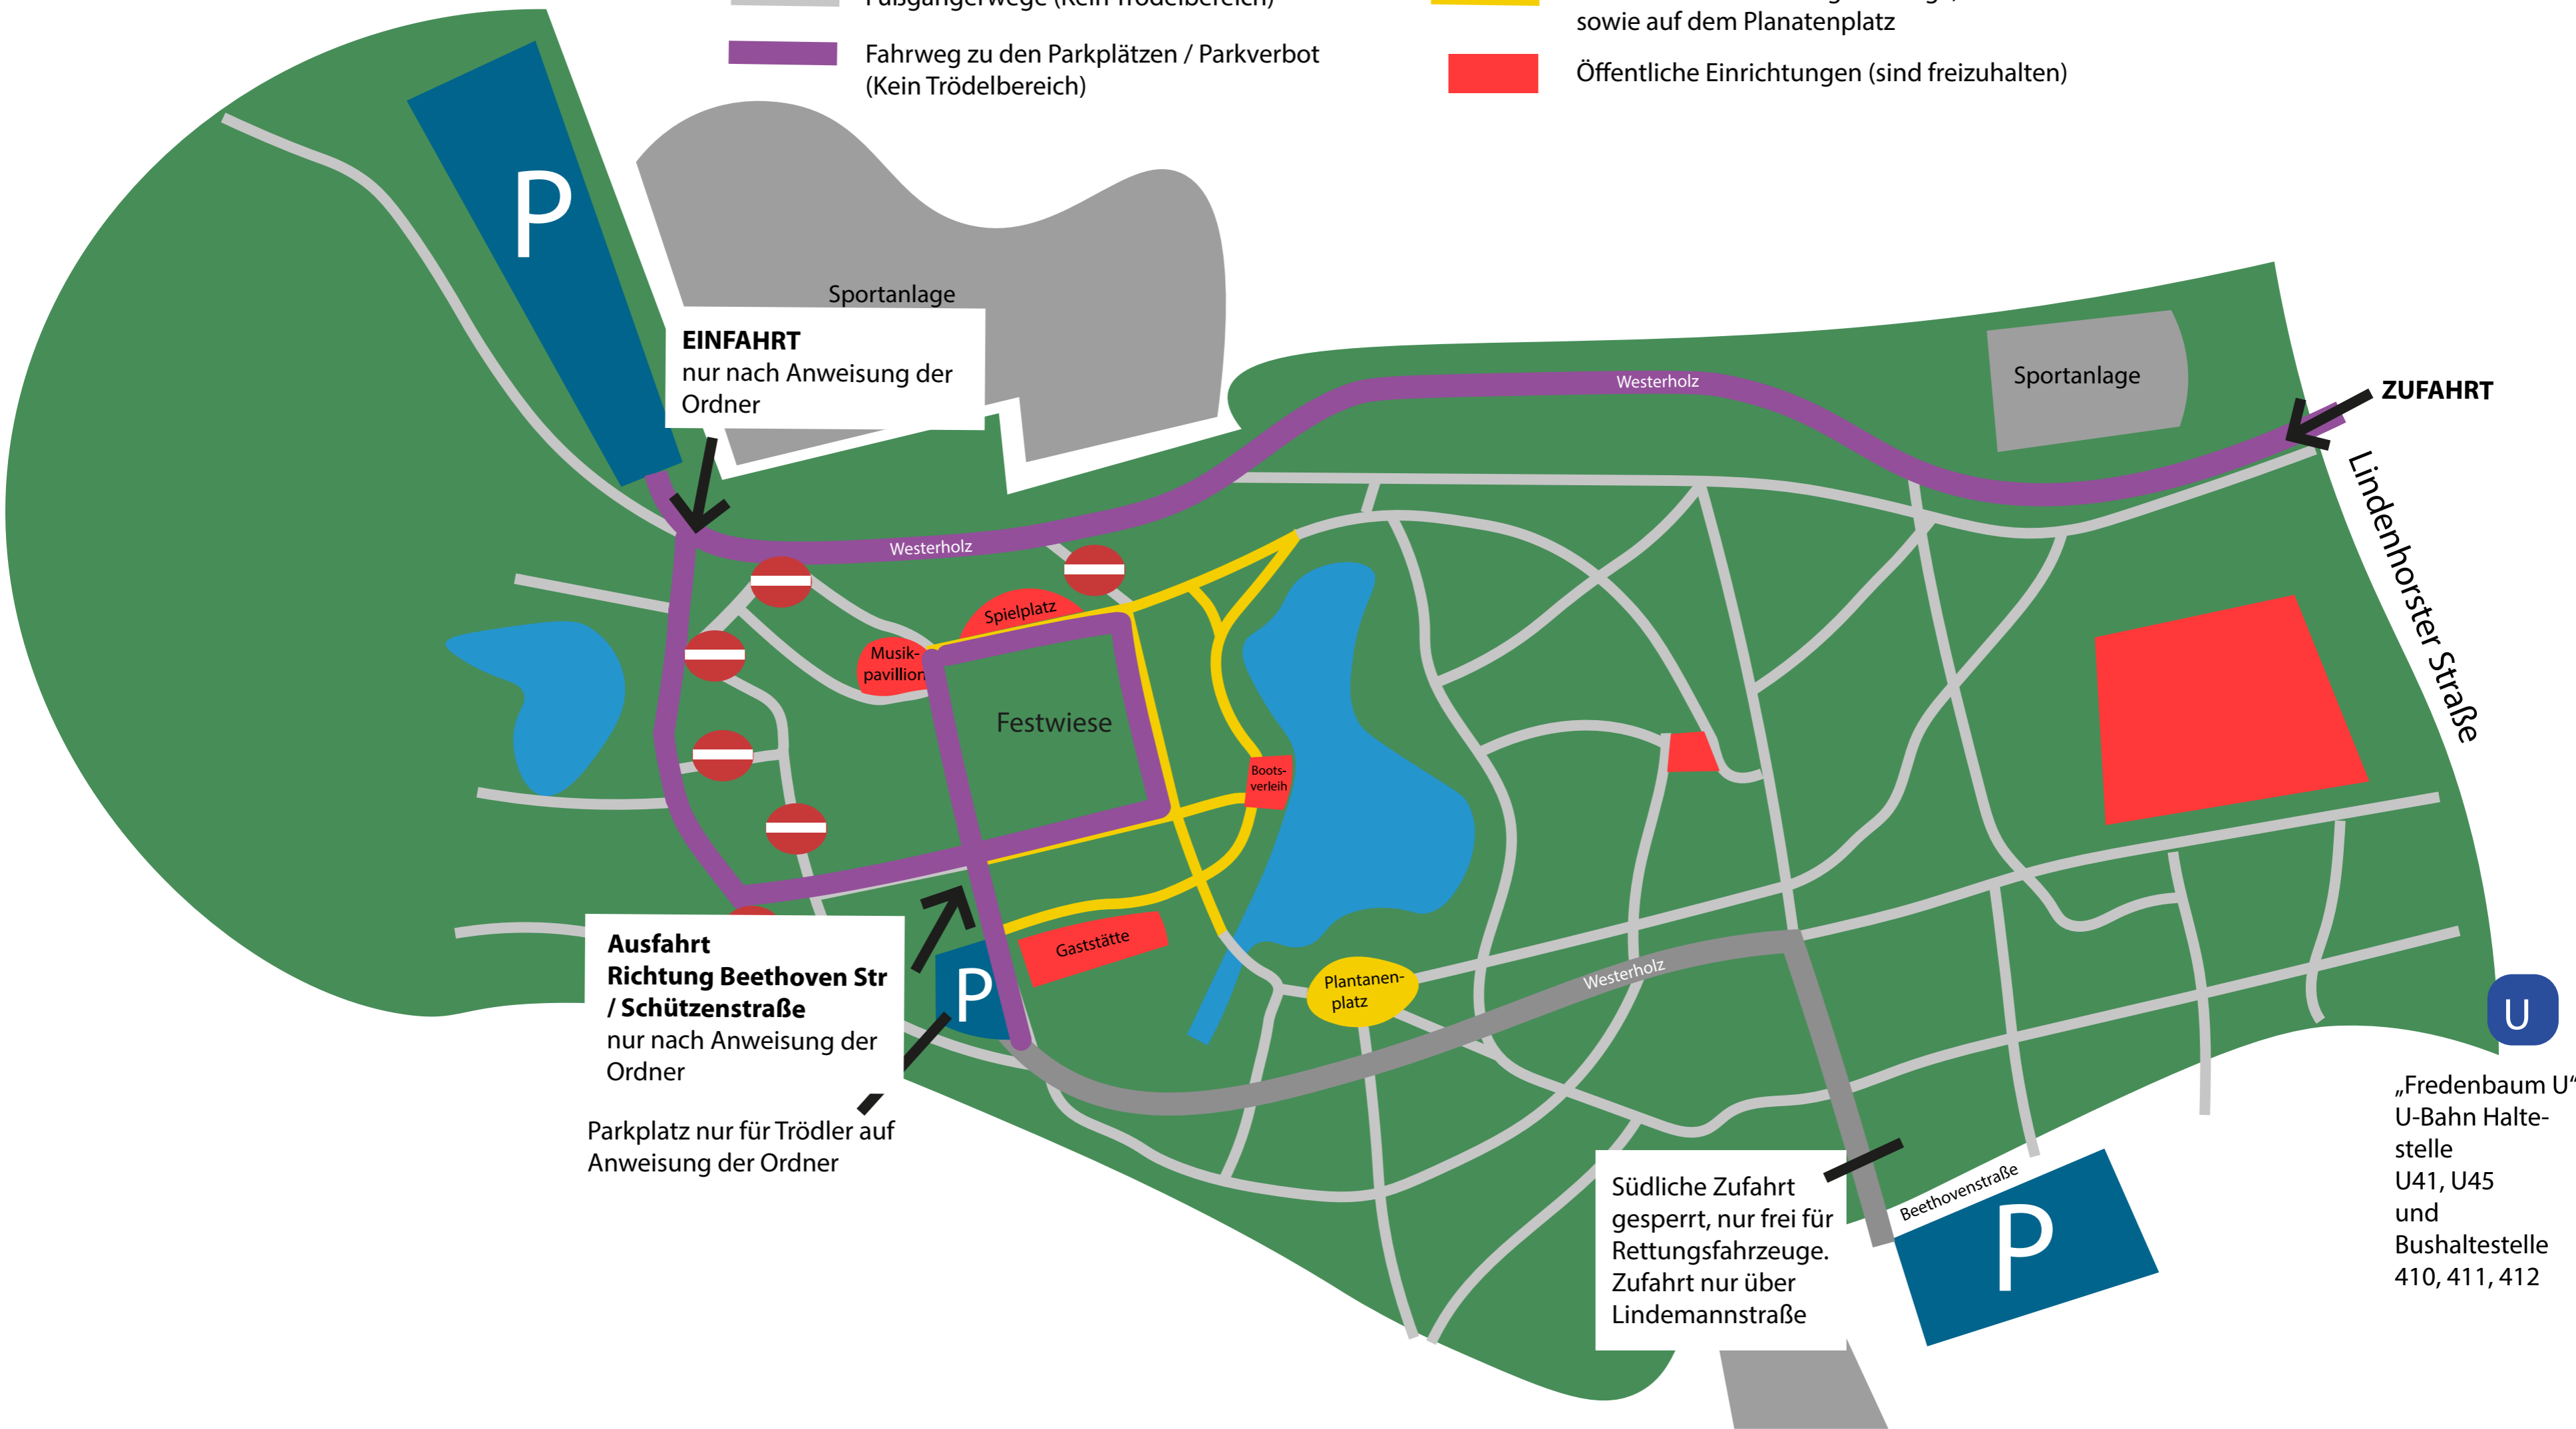 Fußgängerwege (Kein Trödelbereich)
Fahrweg zu den Parkplätzen / Parkverbot
(Kein Trödelbereich)
sowie auf dem Planatenplatz
Öffentliche Einrichtungen (sind freizuhalten)
P
Sportanlage
EINFAHRT
nur nach Anweisung der
Ordner
Westerholz
Sportanlage
ZUFAHRT
Lindenhorster Straße
Westerholz
Spielplatz
Musik-
pavillion
Festwiese
Boots-
verleih
Gaststätte
Ausfahrt
Richtung Beethoven Str
/ Schützenstraße
nur nach Anweisung der
Ordner
P
Plantanen-
platz
Westerholz
Parkplatz nur für Trödler auf
Anweisung der Ordner
Südliche Zufahrt
gesperrt, nur frei für
Rettungsfahrzeuge.
Zufahrt nur über
Lindemannstraße
Beethovenstraße
P
U
„Fredenbaum U“
U-Bahn Halte-
stelle
U41, U45
und
Bushaltestelle
410, 411, 412